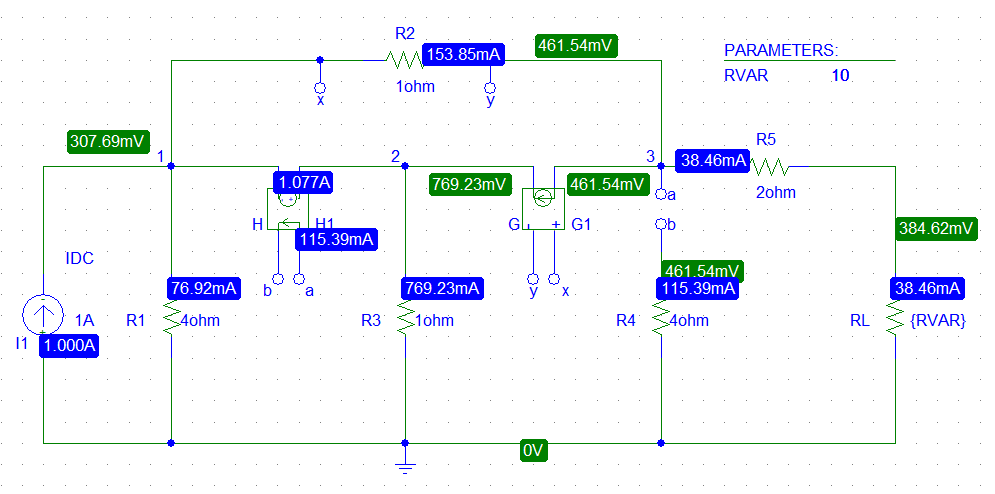 R2
153.85mA
461.54mV
1ohm
x
y
PARAMETERS:
RVAR 10
307.69mV
1
2
3
38.46mA
R5
2ohm
1.077A
769.23mV
461.54mV
a
b
H
H1
115.39mA
G
- +
G1
384.62mV
b
a
y
x
IDC
461.54mV
76.92mA
769.23mA
115.39mA
38.46mA
1A
R1
4ohm
R3
1ohm
R4
4ohm
RL
{RVAR}
I1
1.000A
0V